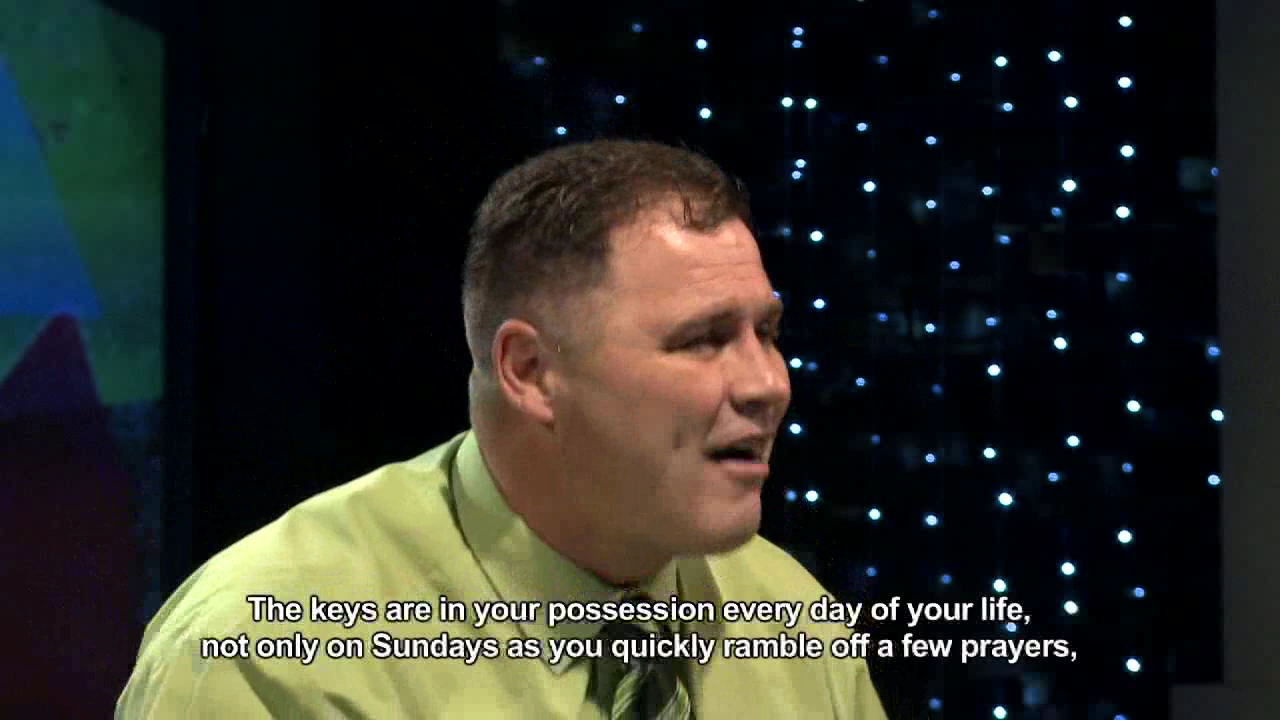 The keys are in your possession every day of your life,
not only on Sundays as you quickly ramble off a few prayers,